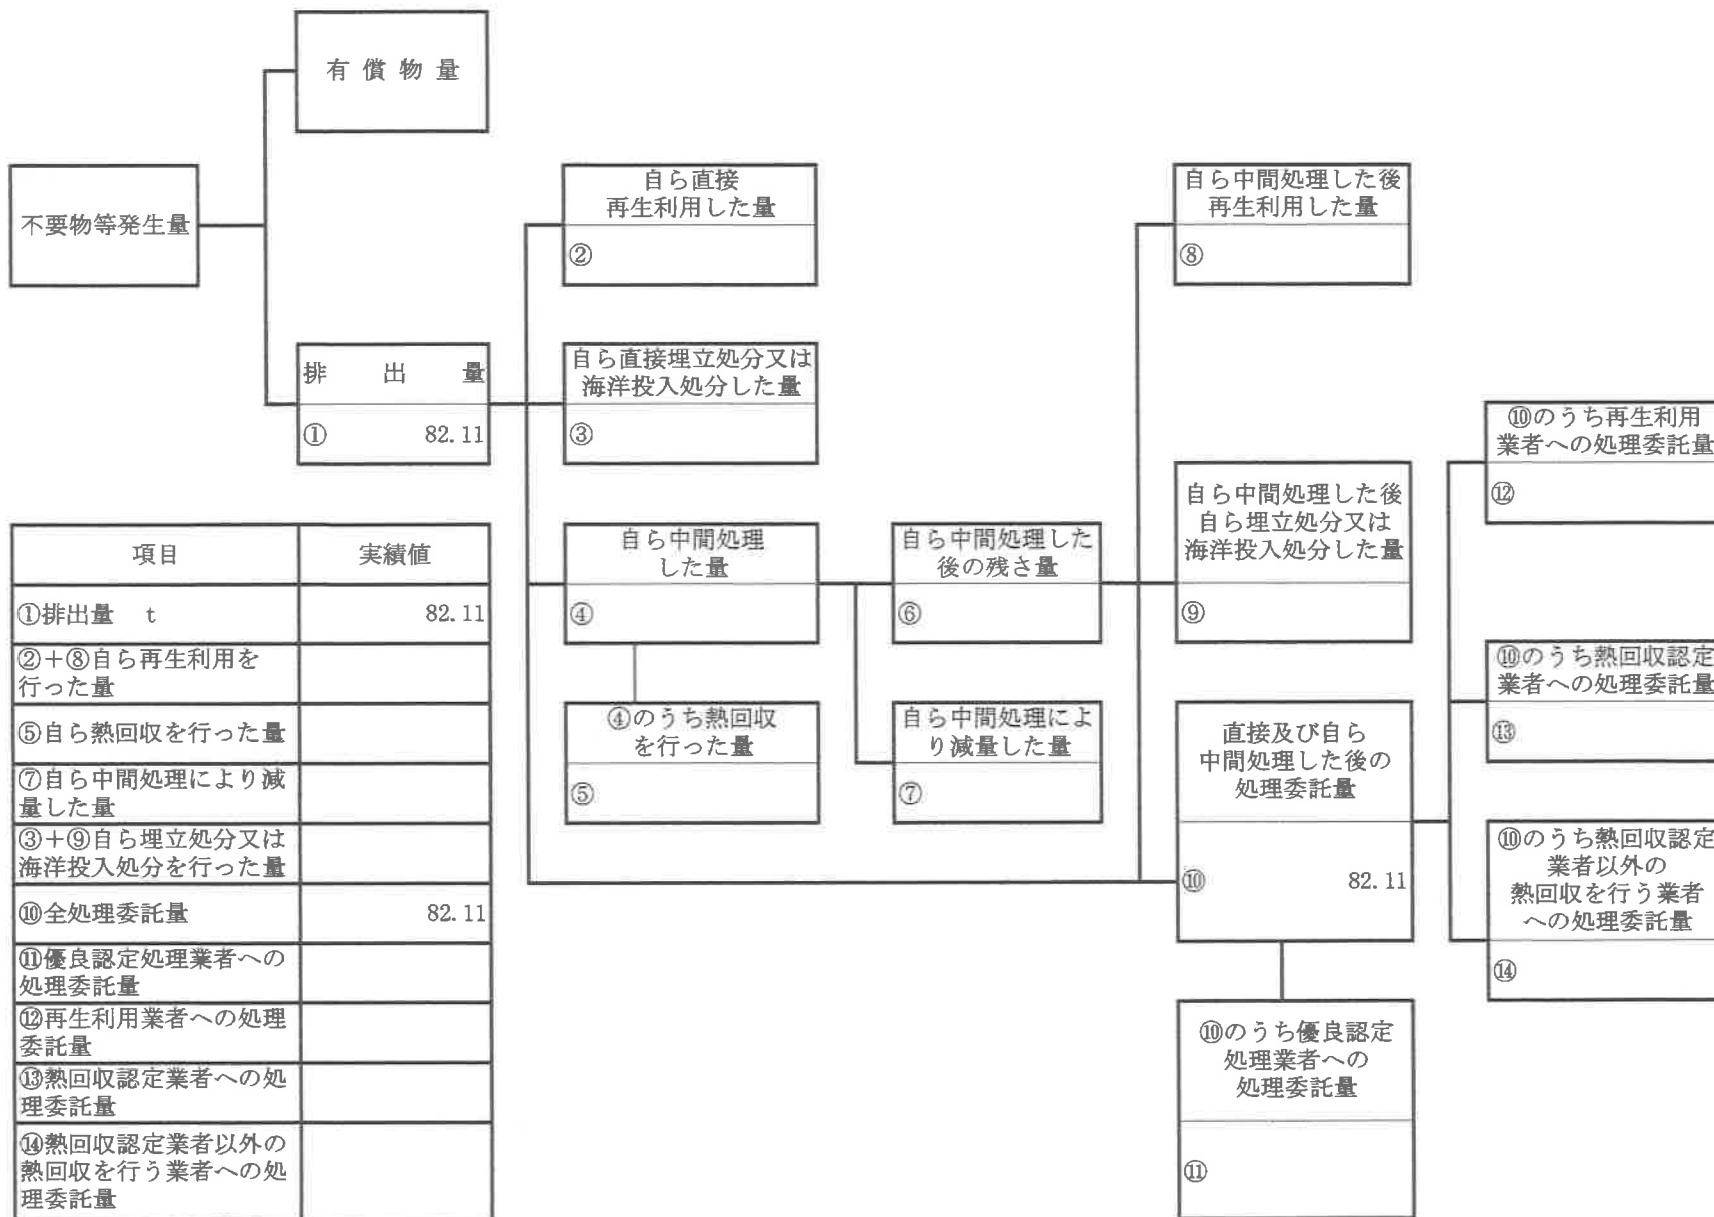 有償物量
不要物等発生量
排出量
① 82.11
自ら直接
再生利用した量
②
自ら直接埋立処分又は
海洋投入処分した量
③
自ら中間処理
した量
④
④のうち熱回収
を行った量
⑤
自ら中間処理した
後の残さ量
⑥
自ら中間処理によ
り減量した量
⑦
自ら中間処理した後
再生利用した量
⑧
自ら中間処理した後
自ら埋立処分又は
海洋投入処分した量
⑨
直接及び自ら
中間処理した後の
処理委託量
⑩ 82.11
⑩のうち優良認定
処理業者への
処理委託量
⑪
⑩のうち再生利用
業者への処理委託量
⑫
⑩のうち熱回収認定
業者への処理委託量
⑬
⑩のうち熱回収認定
業者以外の
熱回収を行う業者
への処理委託量
⑭
項目 実績値
①排出量 t 82.11
②+⑧自ら再生利用を
行った量
⑤自ら熱回収を行った量
⑦自ら中間処理により減
量した量
③+⑨自ら埋立処分又は
海洋投入処分を行った量
⑩全処理委託量 82.11
⑪優良認定処理業者への
処理委託量
⑫再生利用業者への処理
委託量
⑬熱回収認定業者への処
理委託量
⑭熱回収認定業者以外の
熱回収を行う業者への処
理委託量